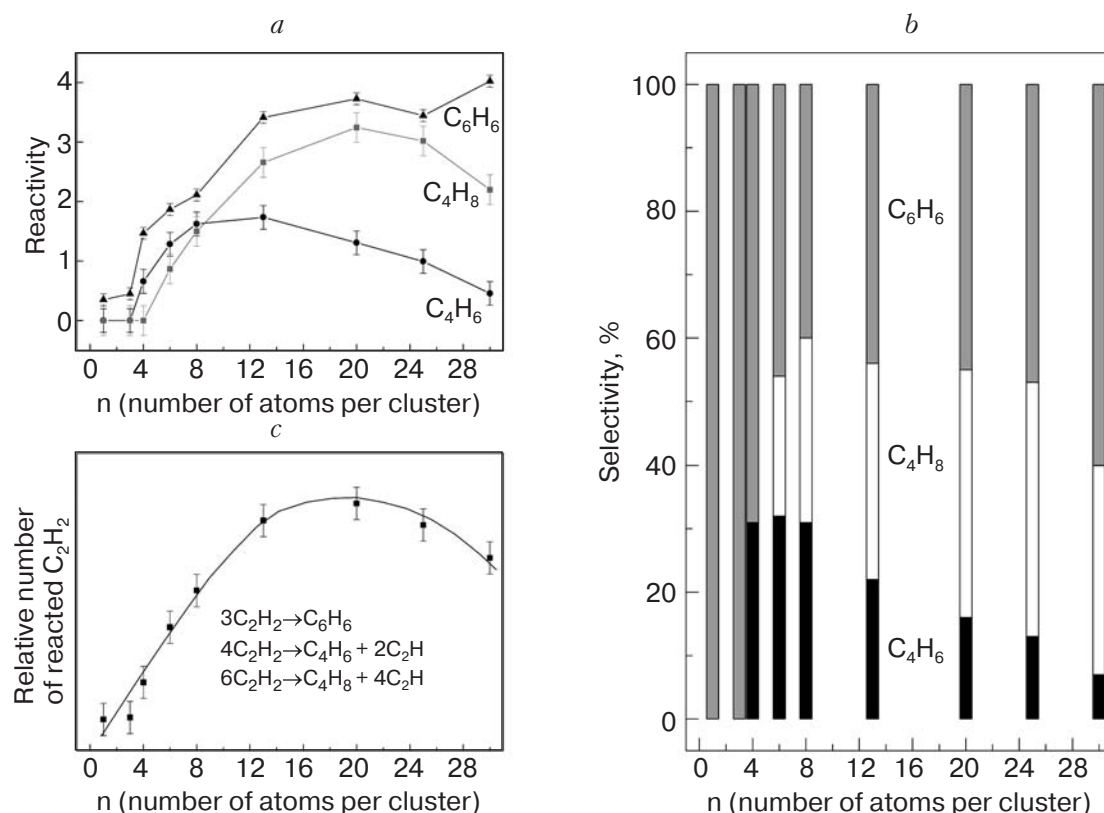 a
Reactivity
4
3
2
1
0
C₆H₆
C₄H₈
C₄H₆
0 4 8 12 16 20 24 28
n (number of atoms per cluster)
c
Relative number
of reacted C₂H₂
3C₂H₂→C₆H₆
4C₂H₂→C₄H₆ + 2C₂H
6C₂H₂→C₄H₈ + 4C₂H
0 4 8 12 16 20 24 28
n (number of atoms per cluster)
b
Selectivity, %
100
80
60
40
20
0
C₆H₆
C₄H₈
C₄H₆
0 4 8 12 16 20 24 28
n (number of atoms per cluster)